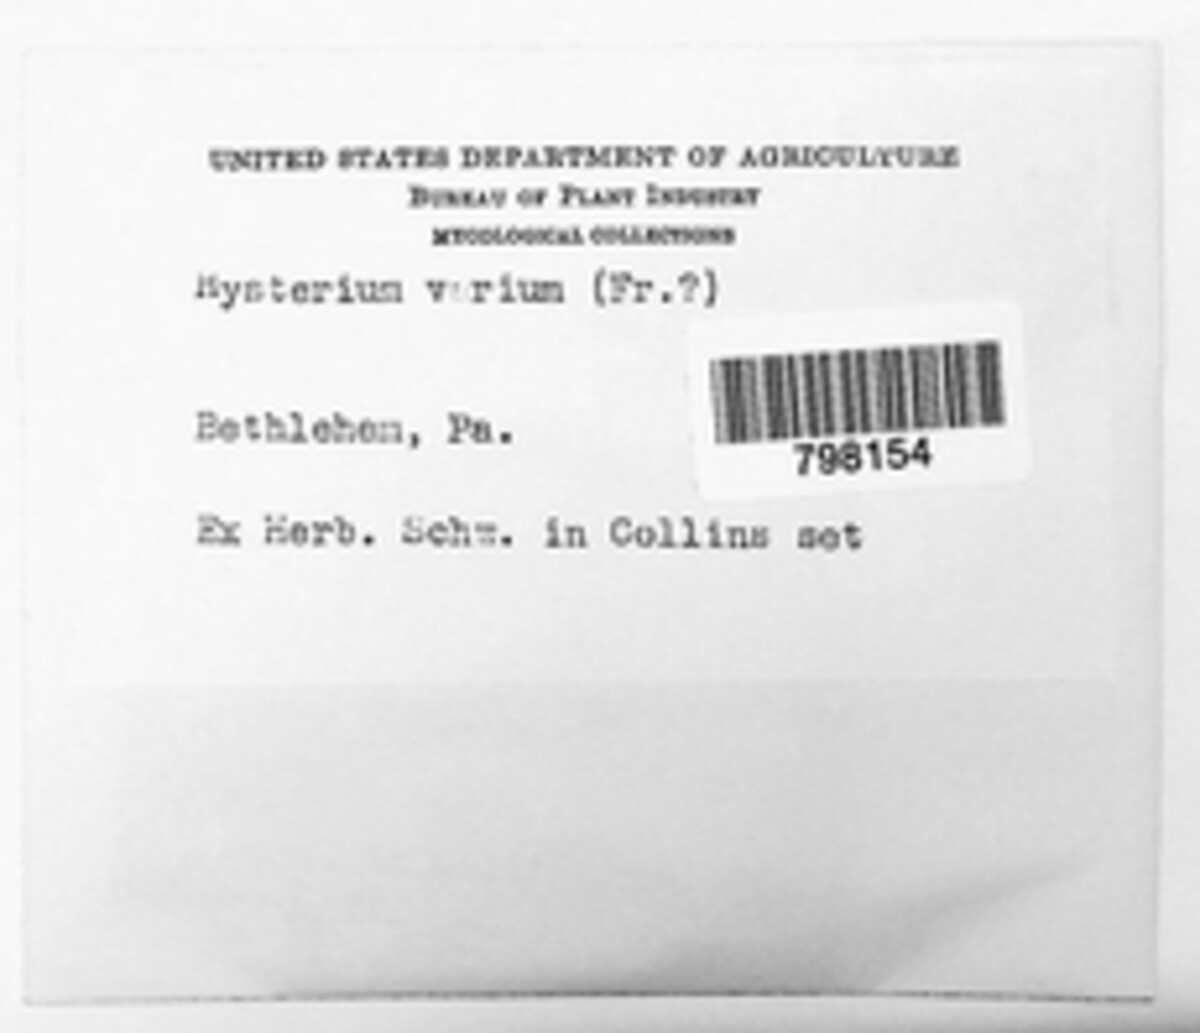 UNITED STATES DEPARTMENT OF AGRICULTURE
BUREAU OF PLANT INDUSTRY
MYCOLOGICAL COLLECTIONS
Hysterium varium (Fr.?)
798154
Bethlehem, Pa.
Ex Herb. Schw. in Collins set